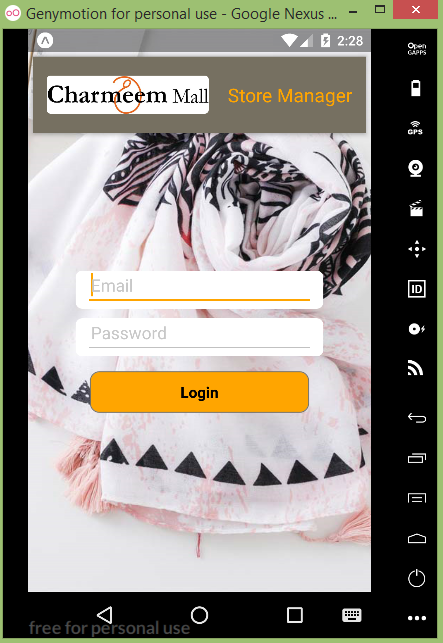 Genymotion for personal use - Google Nexus ...
2:28
Open
GAPPS
Charmeem Mall
Store Manager
GPS
Email
ID
Password
Login
free for personal use